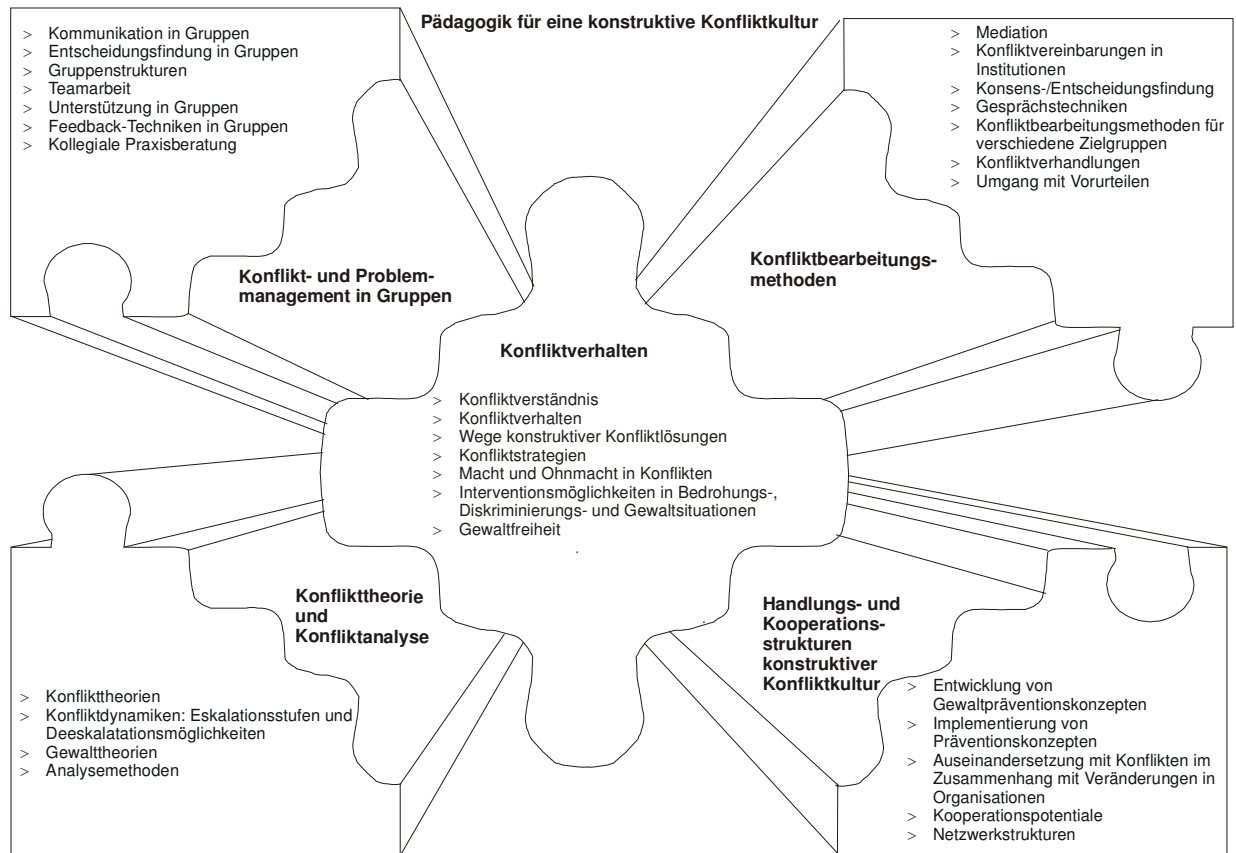 Pädagogik für eine konstruktive Konfliktkultur
> Kommunikation in Gruppen
> Entscheidungsfindung in Gruppen
> Gruppenstrukturen
> Teamarbeit
> Unterstützung in Gruppen
> Feedback-Techniken in Gruppen
> Kollegiale Praxisberatung
Konflikt- und Problem-
management in Gruppen
> Mediation
> Konfliktvereinbarungen in
Institutionen
> Konsens-/Entscheidungsfindung
> Gesprächstechniken
> Konfliktbearbeitungsmethoden für
verschiedene Zielgruppen
> Konfliktverhandlungen
> Umgang mit Vorurteilen
Konfliktbearbeitungs-
methoden
Konfliktverhalten
> Konfliktverständnis
> Konfliktverhalten
> Wege konstruktiver Konfliktlösungen
> Konfliktstrategien
> Macht und Ohnmacht in Konflikten
> Interventionsmöglichkeiten in Bedrohungs-,
Diskriminierungs- und Gewaltsituationen
> Gewaltfreiheit
Konflikttheorie
und
Konfliktanalyse
> Konflikttheorien
> Konfliktdynamiken: Eskalationsstufen und
Deeskalatationsmöglichkeiten
> Gewalttheorien
> Analysemethoden
Handlungs- und
Kooperations-
strukturen
konstruktiver
Konfliktkultur
> Entwicklung von
Gewaltpräventionskonzepten
> Implementierung von
Präventionskonzepten
> Auseinandersetzung mit Konflikten im
Zusammenhang mit Veränderungen in
Organisationen
> Kooperationspotentiale
> Netzwerkstrukturen